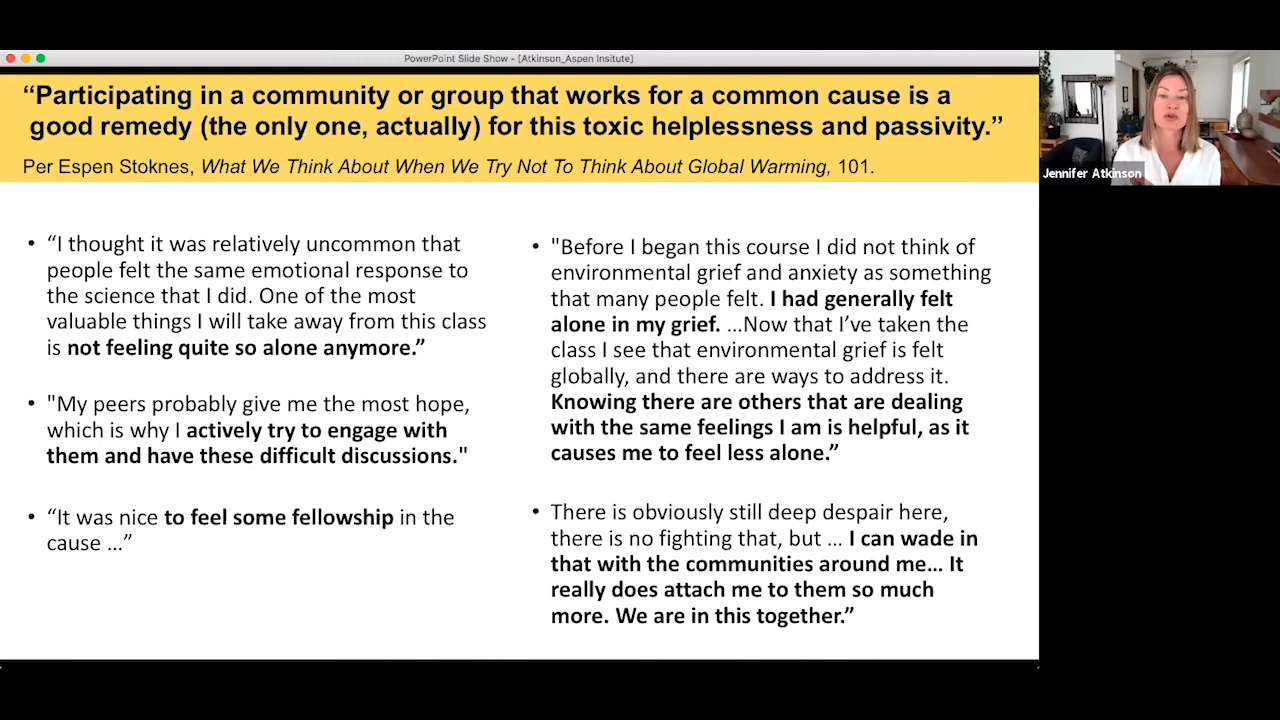 PowerPoint Slide Show - [Atkinson_Aspen Insitute]
“Participating in a community or group that works for a common cause is a
good remedy (the only one, actually) for this toxic helplessness and passivity.”
Per Espen Stoknes, What We Think About When We Try Not To Think About Global Warming, 101.
• “I thought it was relatively uncommon that
people felt the same emotional response to
the science that I did. One of the most
valuable things I will take away from this class
is not feeling quite so alone anymore.”
• "My peers probably give me the most hope,
which is why I actively try to engage with
them and have these difficult discussions."
• “It was nice to feel some fellowship in the
cause …”
• "Before I began this course I did not think of
environmental grief and anxiety as something
that many people felt. I had generally felt
alone in my grief. …Now that I’ve taken the
class I see that environmental grief is felt
globally, and there are ways to address it.
Knowing there are others that are dealing
with the same feelings I am is helpful, as it
causes me to feel less alone.”
• There is obviously still deep despair here,
there is no fighting that, but … I can wade in
that with the communities around me… It
really does attach me to them so much
more. We are in this together.”
Jennifer Atkinson